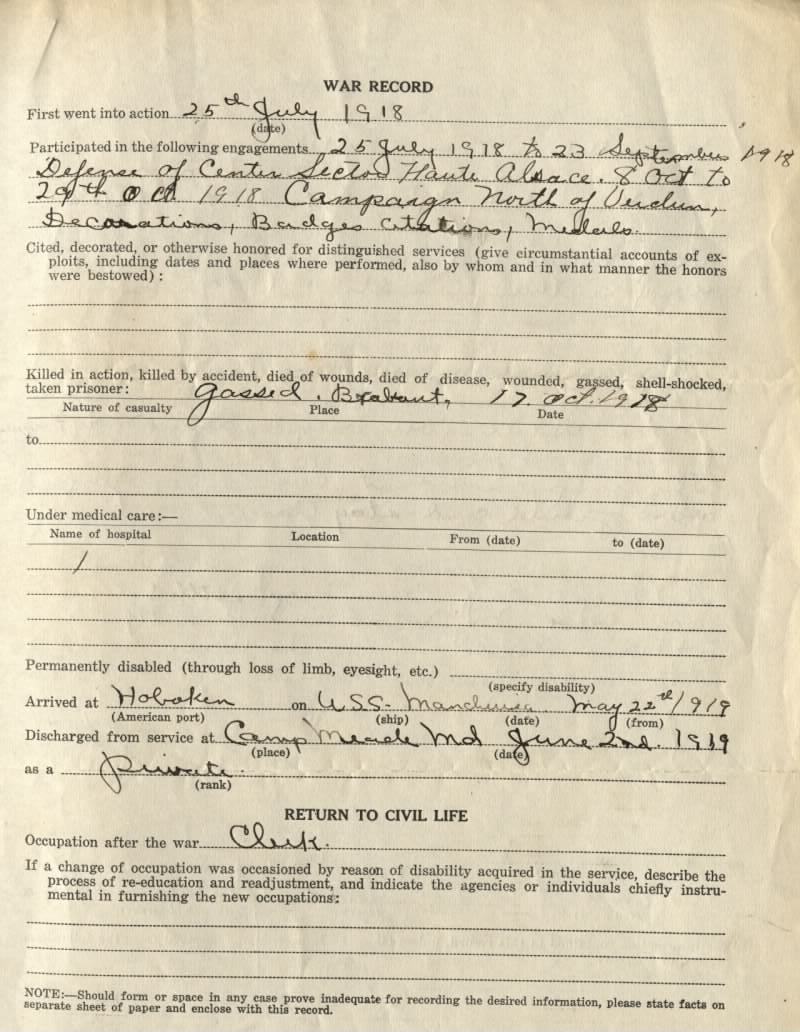 WAR RECORD
First went into action 25th July 1918
(date)
Participated in the following engagements 25 July 1918 to 23 September 1918
Defense of Center Sector Haute Alsace. 8 Oct to
29th Oct 1918 Campaign North of Verdun,
Decorations, Badges Citations, Medals.
Cited, decorated, or otherwise honored for distinguished services (give circumstantial accounts of ex-
ploits, including dates and places where performed, also by whom and in what manner the honors
were bestowed) :
Killed in action, killed by accident, died of wounds, died of disease, wounded, gassed, shell-shocked,
taken prisoner: Gassed. Brabant, 17 Oct. 1918
Nature of casualty Place Date
to
Under medical care:—
Name of hospital Location From (date) to (date)
/
Permanently disabled (through loss of limb, eyesight, etc.)
(specify disability)
Arrived at Hoboken on U.S.S. Manchuria May 22th/919
(American port) (ship) (date) (from)
Discharged from service at Camp Meade Md June 2nd. 1919
(place) (date)
as a Private.
(rank)
RETURN TO CIVIL LIFE
Occupation after the war Clerk.
If a change of occupation was occasioned by reason of disability acquired in the service, describe the
process of re-education and readjustment, and indicate the agencies or individuals chiefly instru-
mental in furnishing the new occupations:
NOTE:—Should form or space in any case prove inadequate for recording the desired information, please state facts on
separate sheet of paper and enclose with this record.